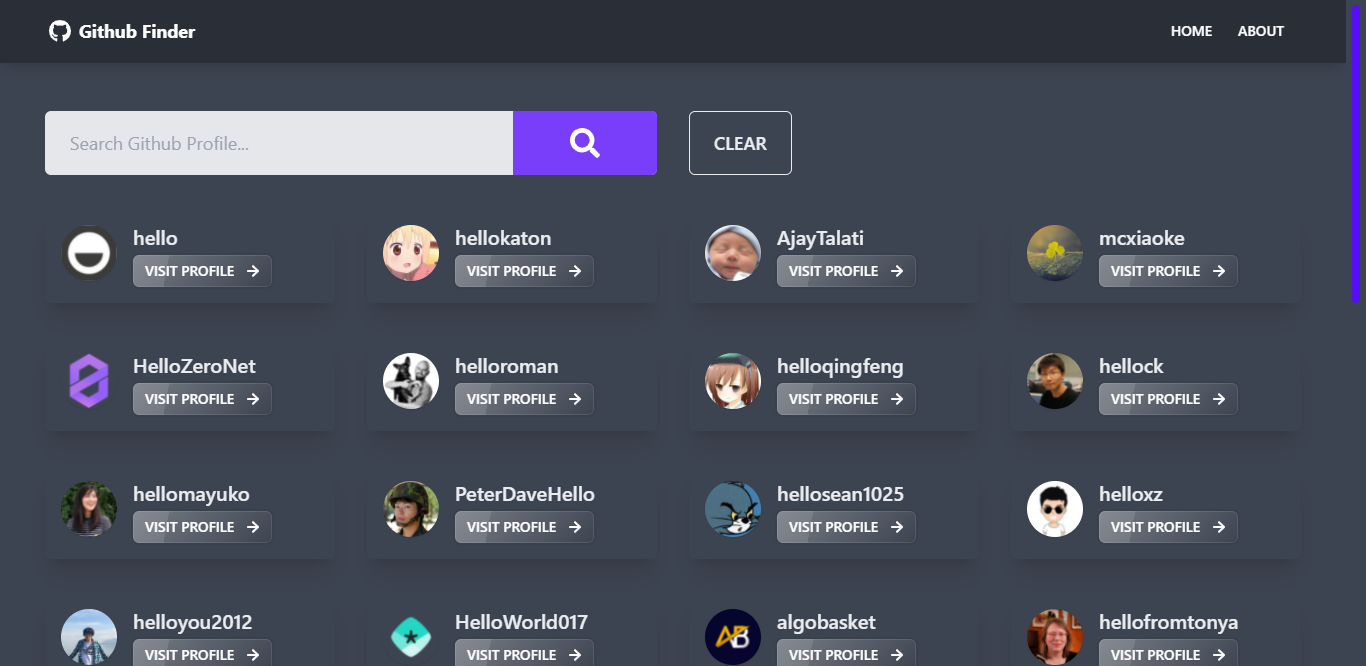 Github Finder
HOME
ABOUT
Search Github Profile...
CLEAR
hello
VISIT PROFILE
hellokaton
VISIT PROFILE
AjayTalati
VISIT PROFILE
mcxiaoke
VISIT PROFILE
HelloZeroNet
VISIT PROFILE
helloroman
VISIT PROFILE
helloqingfeng
VISIT PROFILE
hellock
VISIT PROFILE
hellomayuko
VISIT PROFILE
PeterDaveHello
VISIT PROFILE
hellosean1025
VISIT PROFILE
helloxz
VISIT PROFILE
helloyou2012
VISIT PROFILE
HelloWorld017
VISIT PROFILE
AB
algobasket
VISIT PROFILE
hellofromtonya
VISIT PROFILE